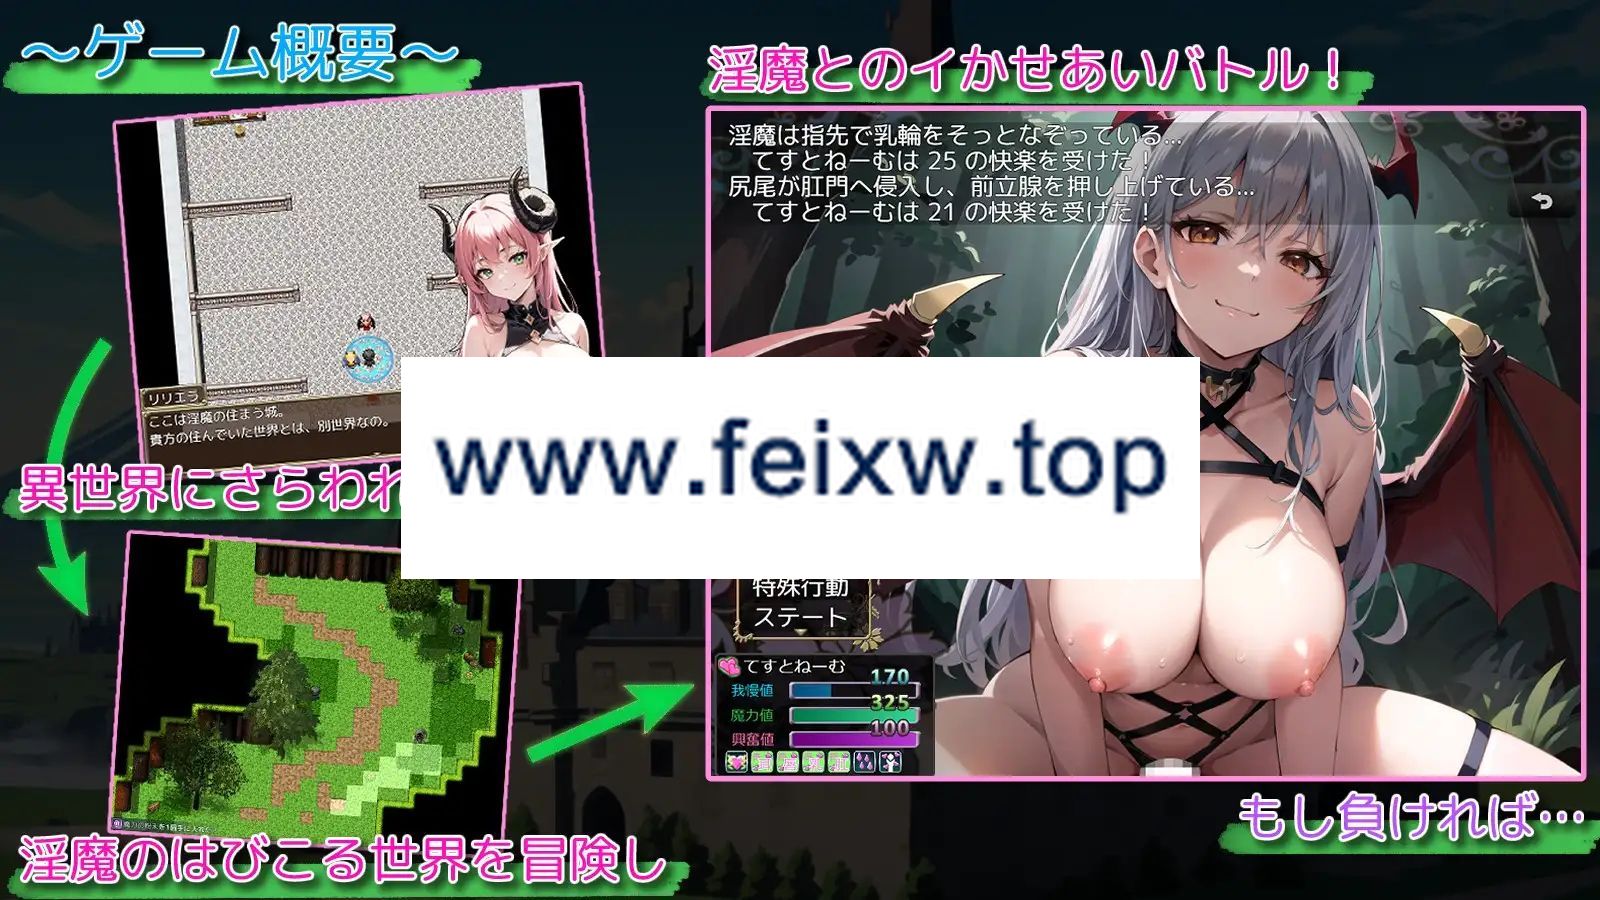 ～ゲーム概要～
リリエラ
ここは淫魔の住まう城。
貴方の住んでいた世界とは、別世界なの。
異世界にさらわれ
淫魔のはびこる世界を冒険し
淫魔とのイかせあいバトル！
淫魔は指先で乳輪をそっとなぞっている…
てすとねーむは 25 の快楽を受けた！
尻尾が肛門へ侵入し、前立腺を押し上げている…
てすとねーむは 21 の快楽を受けた！
www.feixw.top
特殊行動
ステート
てすとねーむ
我慢値 170
魔力値 325
興奮値 100
もし負ければ…